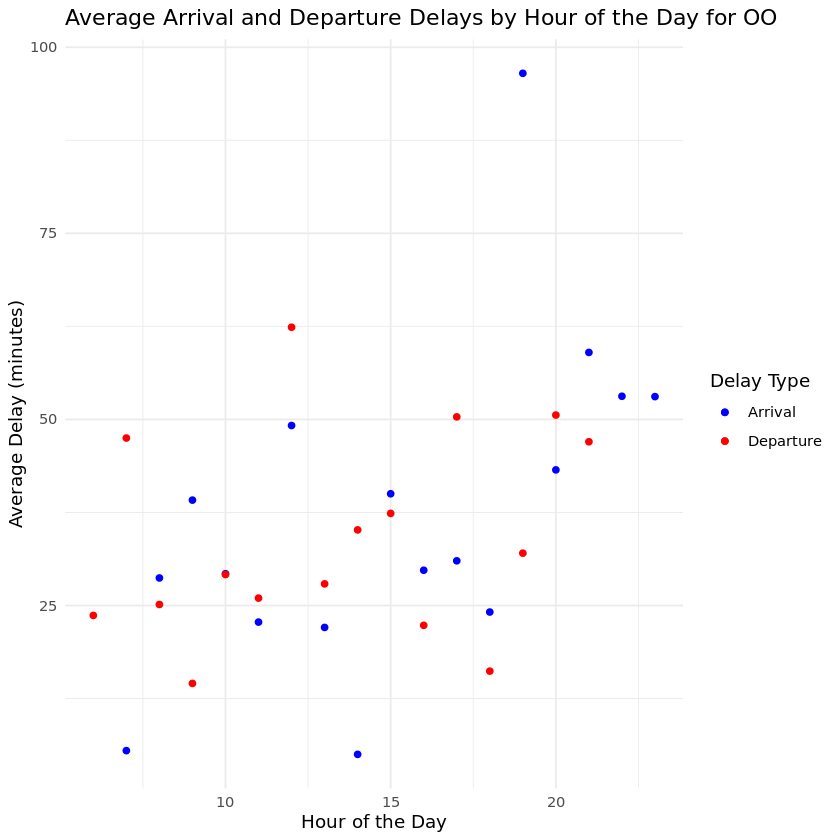 Average Arrival and Departure Delays by Hour of the Day for OO
100
75
50
25
Average Delay (minutes)
10
15
20
Hour of the Day
Delay Type
Arrival
Departure